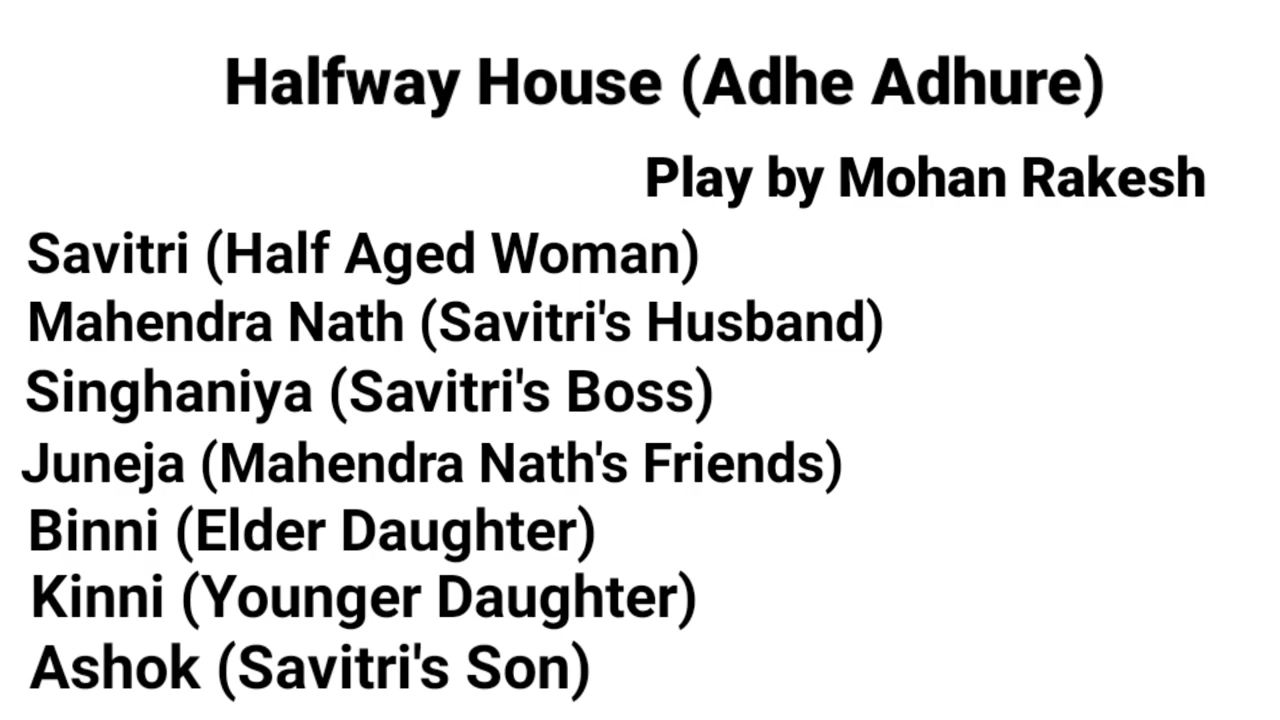 Halfway House (Adhe Adhure)
Play by Mohan Rakesh
Savitri (Half Aged Woman)
Mahendra Nath (Savitri's Husband)
Singhaniya (Savitri's Boss)
Juneja (Mahendra Nath's Friends)
Binni (Elder Daughter)
Kinni (Younger Daughter)
Ashok (Savitri's Son)